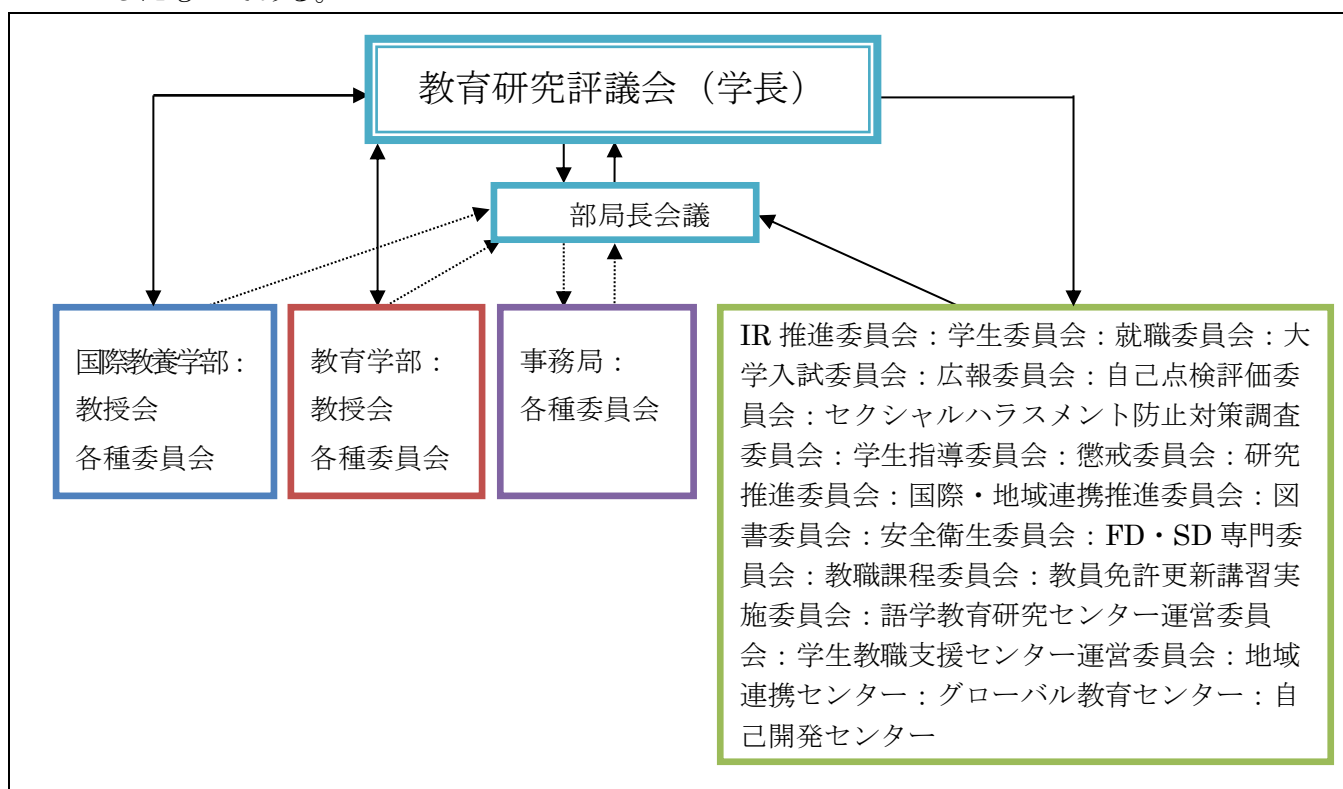 教育研究評議会（学長）
部局長会議
国際教養学部：
教授会
各種委員会
教育学部：
教授会
各種委員会
事務局：
各種委員会
IR 推進委員会：学生委員会：就職委員会：大
学入試委員会：広報委員会：自己点検評価委
員会：セクシャルハラスメント防止対策調査
委員会：学生指導委員会：懲戒委員会：研究
推進委員会：国際・地域連携推進委員会：図
書委員会：安全衛生委員会：FD・SD 専門委
員会：教職課程委員会：教員免許更新講習実
施委員会：語学教育研究センター運営委員
会：学生教職支援センター運営委員会：地域
連携センター：グローバル教育センター：自
己開発センター